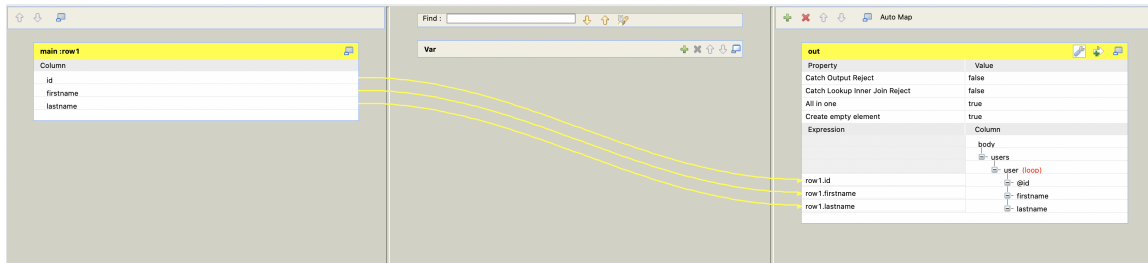 Find :
Auto Map
main :row1
Column
id
firstname
lastname
Var
out
Property Value
Catch Output Reject false
Catch Lookup Inner Join Reject false
All in one true
Create empty element true
Expression Column
body
users
user (loop)
row1.id @id
row1.firstname firstname
row1.lastname lastname